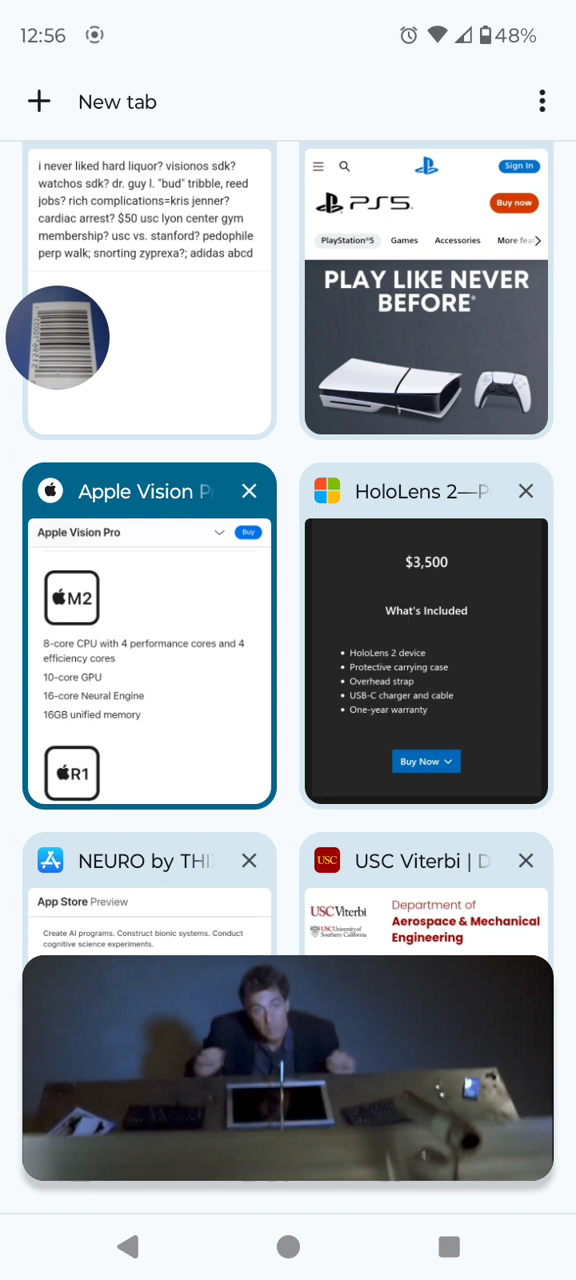 12:56
48%
New tab
i never liked hard liquor? visionos sdk?
watchos sdk? dr. guy l. "bud" tribble, reed
jobs? rich complications=kris jenner?
cardiac arrest? $50 usc lyon center gym
membership? usc vs. stanford? pedophile
perp walk; snorting zyprexa?; adidas abcd
Sign In
PS5
Buy now
PlayStation®5 Games Accessories More fea
PLAY LIKE NEVER
BEFORE
Apple Vision P
Apple Vision Pro
Buy
M2
8-core CPU with 4 performance cores and 4
efficiency cores
10-core GPU
16-core Neural Engine
16GB unified memory
R1
HoloLens 2—P
$3,500
What's Included
• HoloLens 2 device
• Protective carrying case
• Overhead strap
• USB-C charger and cable
• One-year warranty
Buy Now
NEURO by THI
App Store Preview
Create AI programs. Construct bionic systems. Conduct
cognitive science experiments.
USC
USC Viterbi | D
USC Viterbi
USC University of
Southern California
Department of
Aerospace & Mechanical
Engineering